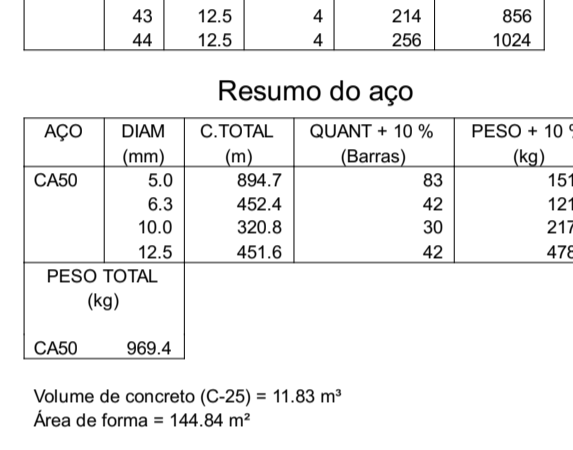 43 12.5 4 214 856
44 12.5 4 256 1024
Resumo do aço
AÇO DIAM C.TOTAL QUANT + 10 % PESO + 10
(mm) (m) (Barras) (kg)
CA50 5.0 894.7 83 151
6.3 452.4 42 121
10.0 320.8 30 217
12.5 451.6 42 478
PESO TOTAL
(kg)
CA50 969.4
Volume de concreto (C-25) = 11.83 m³
Área de forma = 144.84 m²